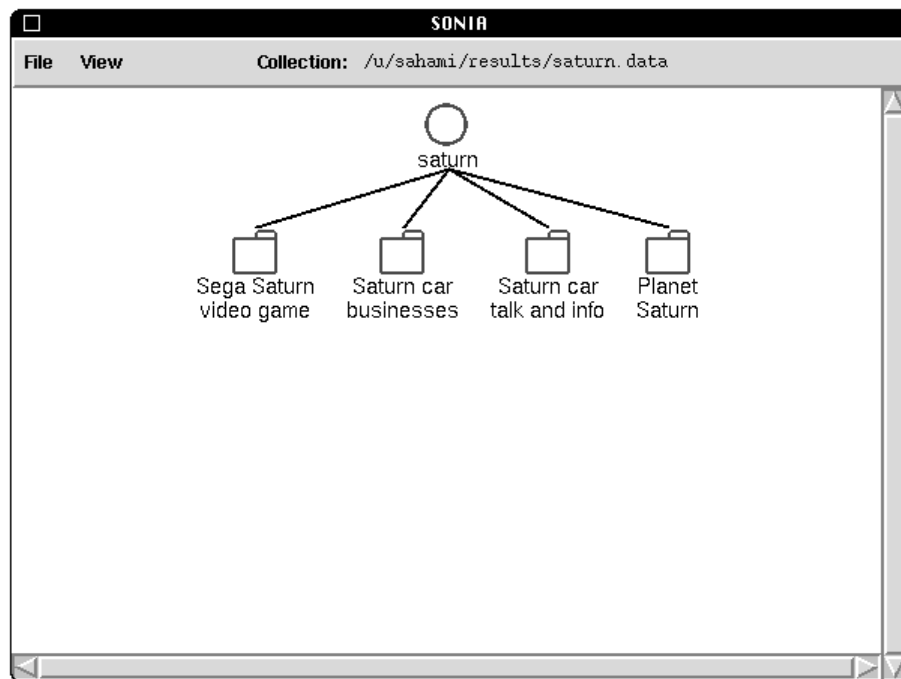 SONIA
File View Collection: /u/sahami/results/saturn.data
saturn
Sega Saturn
video game
Saturn car
businesses
Saturn car
talk and info
Planet
Saturn